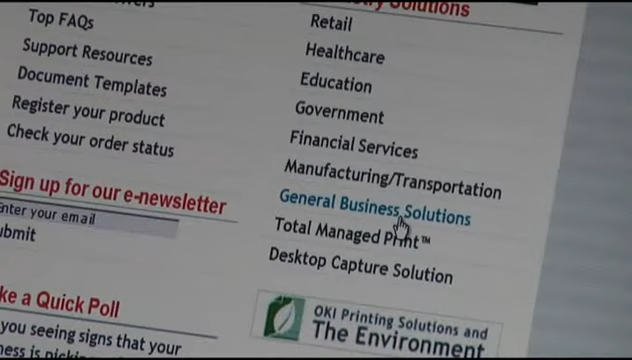 Top FAQs
Support Resources
Document Templates
Register your product
Check your order status
Sign up for our e-newsletter
Enter your email
ubmit
ke a Quick Poll
you seeing signs that your
Solutions
Retail
Healthcare
Education
Government
Financial Services
Manufacturing/Transportation
General Business Solutions
Total Managed Print™
Desktop Capture Solution
OKI Printing Solutions and
The Environment